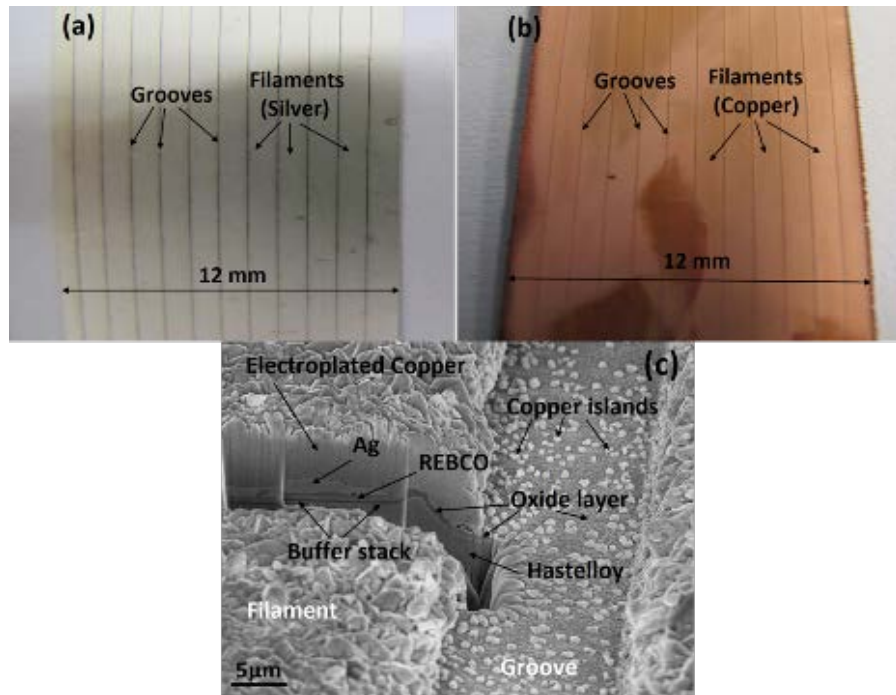 (a)
Grooves
Filaments
(Silver)
12 mm
(b)
Grooves
Filaments
(Copper)
12 mm
(c)
Electroplated Copper
Copper islands
Ag
REBCO
Oxide layer
Buffer stack
Hastelloy
Filament
5μm
Groove